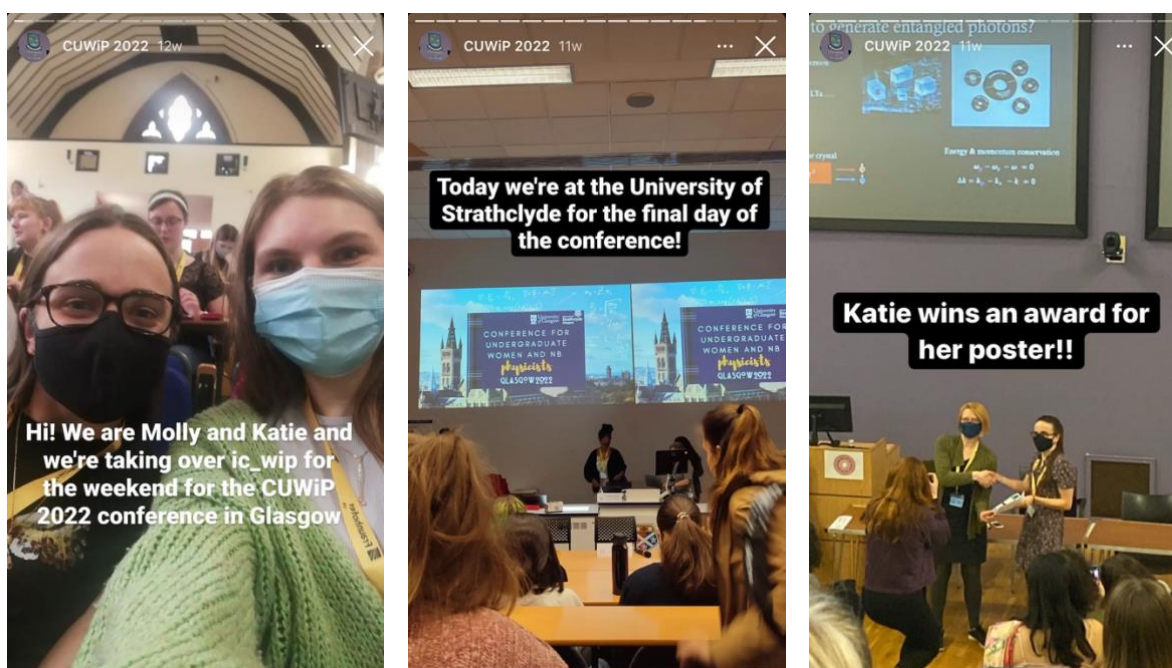 CUWiP 2022 12w
Hi! We are Molly and Katie and
we're taking over ic_wip for
the weekend for the CUWiP
2022 conference in Glasgow
CUWiP 2022 11w
Today we're at the University of
Strathclyde for the final day of
the conference!
University of Glasgow
CONFERENCE FOR
UNDERGRADUATE
WOMEN AND NB
physicists
GLASGOW2022
CONFERENCE FOR
UNDERGRADUATE
WOMEN AND NB
physicists
GLASGOW2022
to generate entangled photons?
CUWiP 2022 11w
crystal
Energy & momentum conservation
Katie wins an award for
her poster!!